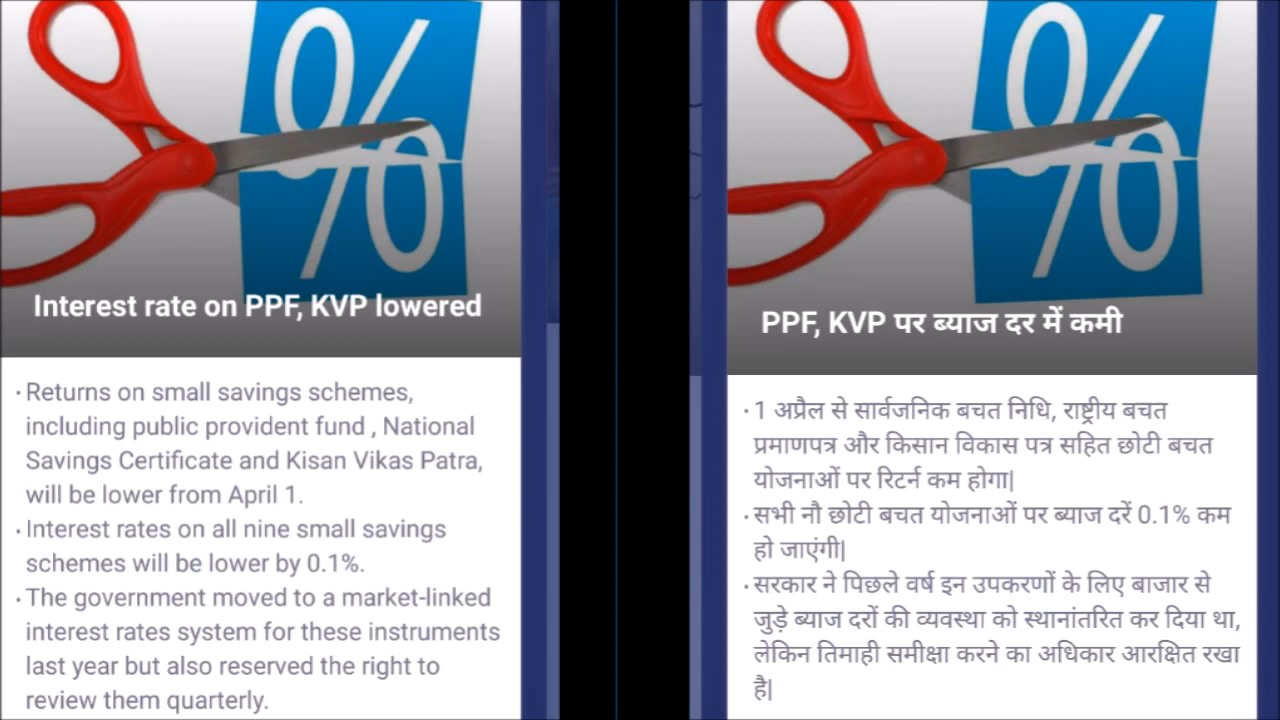 Interest rate on PPF, KVP lowered
· Returns on small savings schemes,
including public provident fund , National
Savings Certificate and Kisan Vikas Patra,
will be lower from April 1.
· Interest rates on all nine small savings
schemes will be lower by 0.1%.
· The government moved to a market-linked
interest rates system for these instruments
last year but also reserved the right to
review them quarterly.
PPF, KVP पर ब्याज दर में कमी
· 1 अप्रैल से सार्वजनिक बचत निधि, राष्ट्रीय बचत
प्रमाणपत्र और किसान विकास पत्र सहित छोटी बचत
योजनाओं पर रिटर्न कम होगा|
· सभी नौ छोटी बचत योजनाओं पर ब्याज दरें 0.1% कम
हो जाएंगी|
· सरकार ने पिछले वर्ष इन उपकरणों के लिए बाजार से
जुड़े ब्याज दरों की व्यवस्था को स्थानांतरित कर दिया था,
लेकिन तिमाही समीक्षा करने का अधिकार आरक्षित रखा
है|
%
%